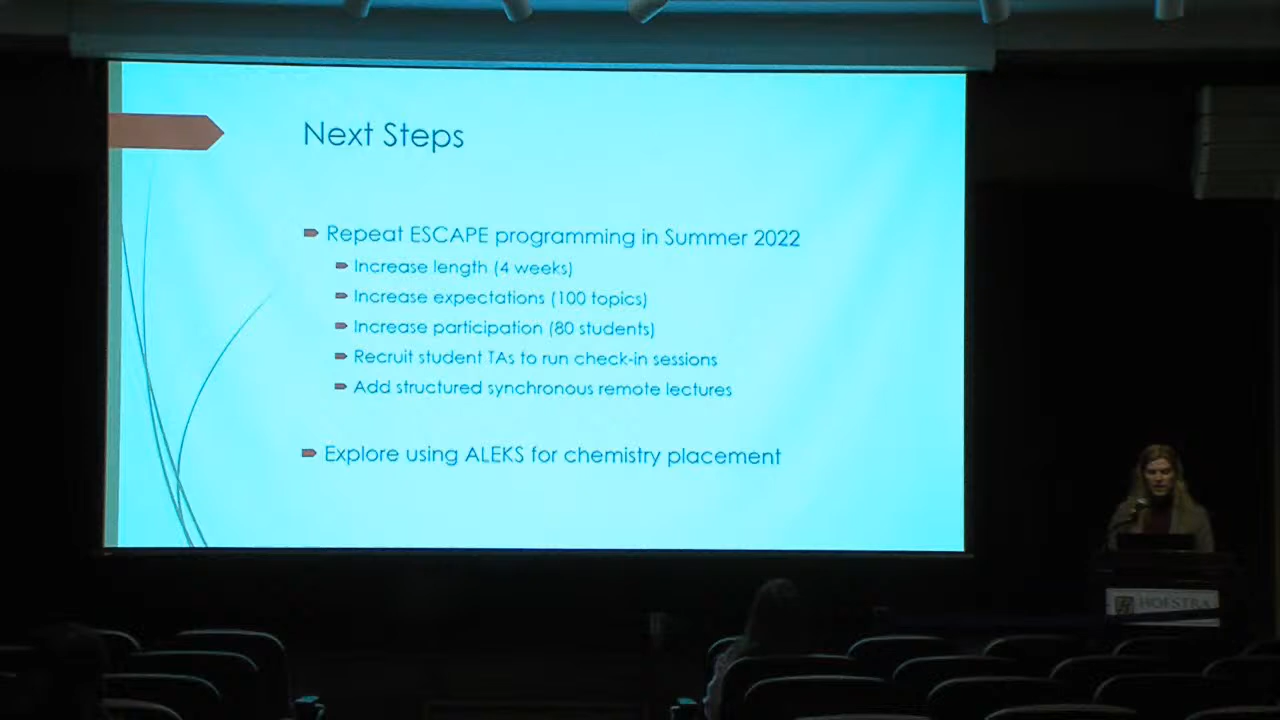 Next Steps
Repeat ESCAPE programming in Summer 2022
Increase length (4 weeks)
Increase expectations (100 topics)
Increase participation (80 students)
Recruit student TAs to run check-in sessions
Add structured synchronous remote lectures
Explore using ALEKS for chemistry placement
HOFSTRA